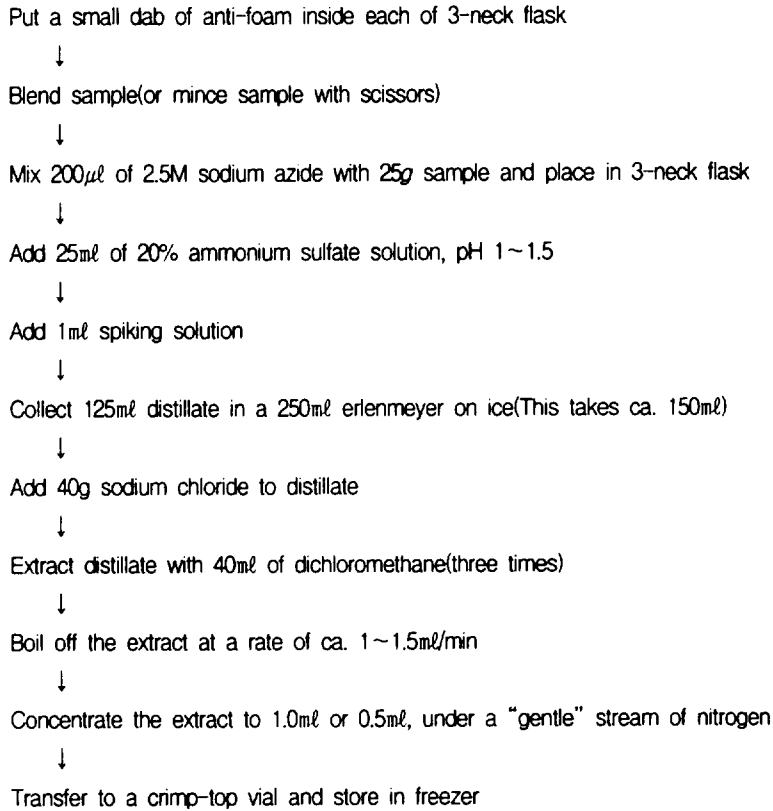 Put a small dab of anti-foam inside each of 3-neck flask
↓
Blend sample(or mince sample with scissors)
↓
Mix 200㎕ of 2.5M sodium azide with 25g sample and place in 3-neck flask
↓
Add 25㎖ of 20% ammonium sulfate solution, pH 1~1.5
↓
Add 1㎖ spiking solution
↓
Collect 125㎖ distillate in a 250㎖ erlenmeyer on ice(This takes ca. 150㎖)
↓
Add 40g sodium chloride to distillate
↓
Extract distillate with 40㎖ of dichloromethane(three times)
↓
Boil off the extract at a rate of ca. 1~1.5㎖/min
↓
Concentrate the extract to 1.0㎖ or 0.5㎖, under a “gentle” stream of nitrogen
↓
Transfer to a crimp-top vial and store in freezer